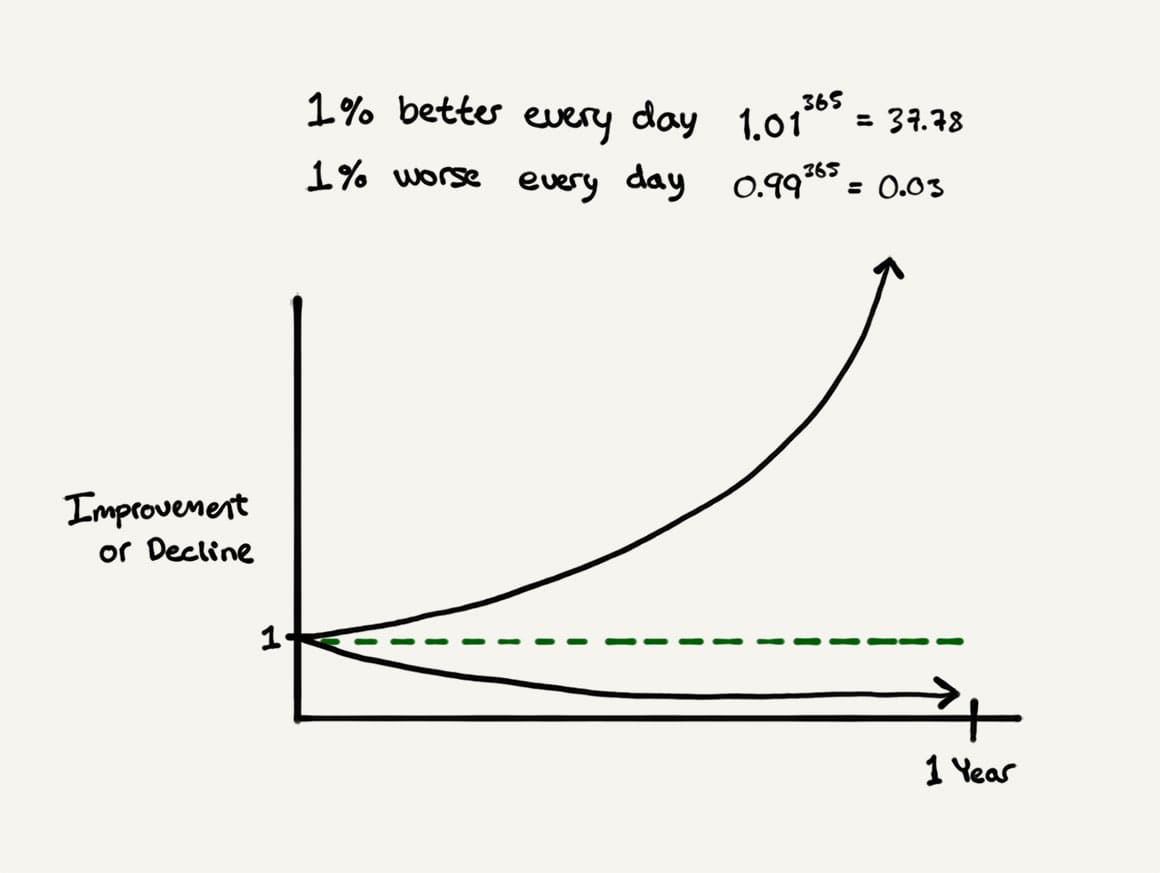 1% better every day 1.01^365 = 37.78
1% worse every day 0.99^365 = 0.03
Improvement
or Decline
1
1 Year